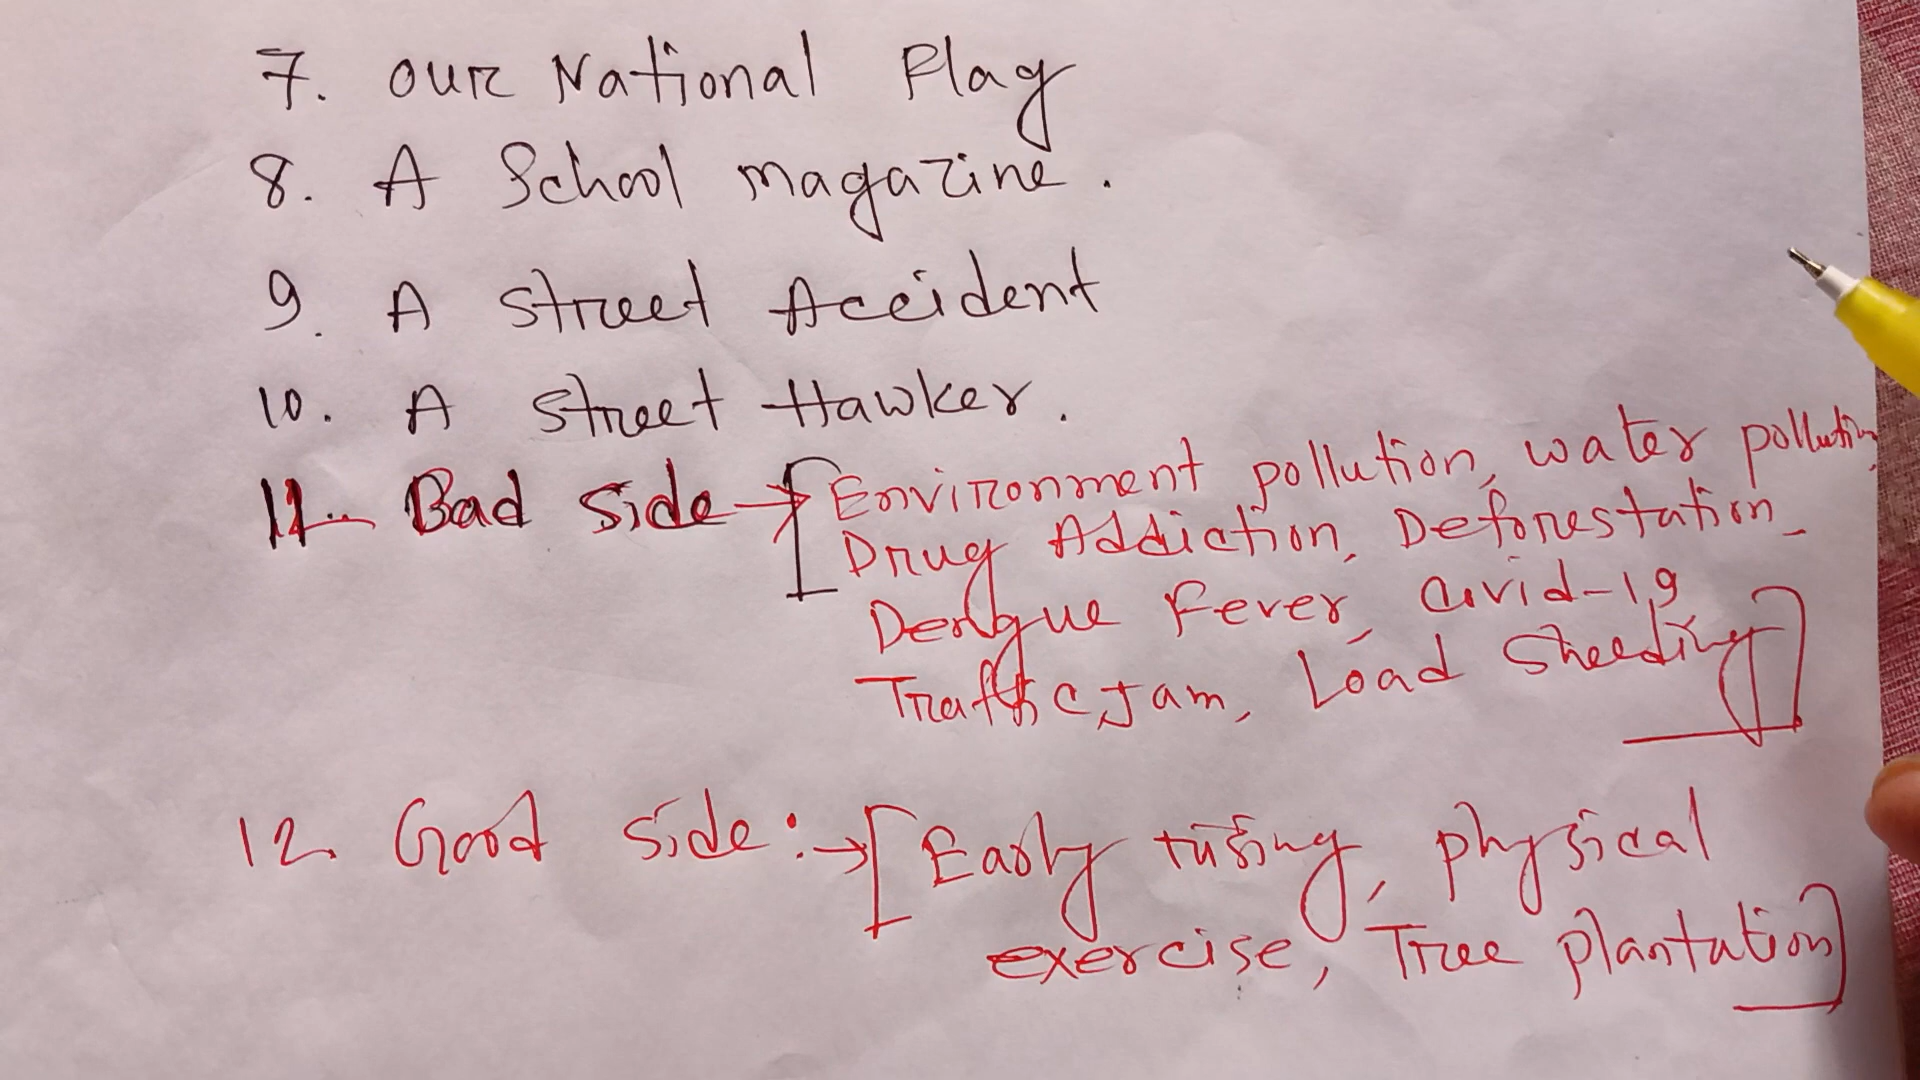 7. Our National Flag
8. A School magazine.
9. A street Accident
10. A street Hawker.
11. Bad side → [Environment pollution, water pollution,
Drug Addiction, Deforestation
Dengue Fever, Covid-19
Traffic Jam, Load Sheeding]
12. Good side :→ [Early rising, physical
exercise, Tree plantation]